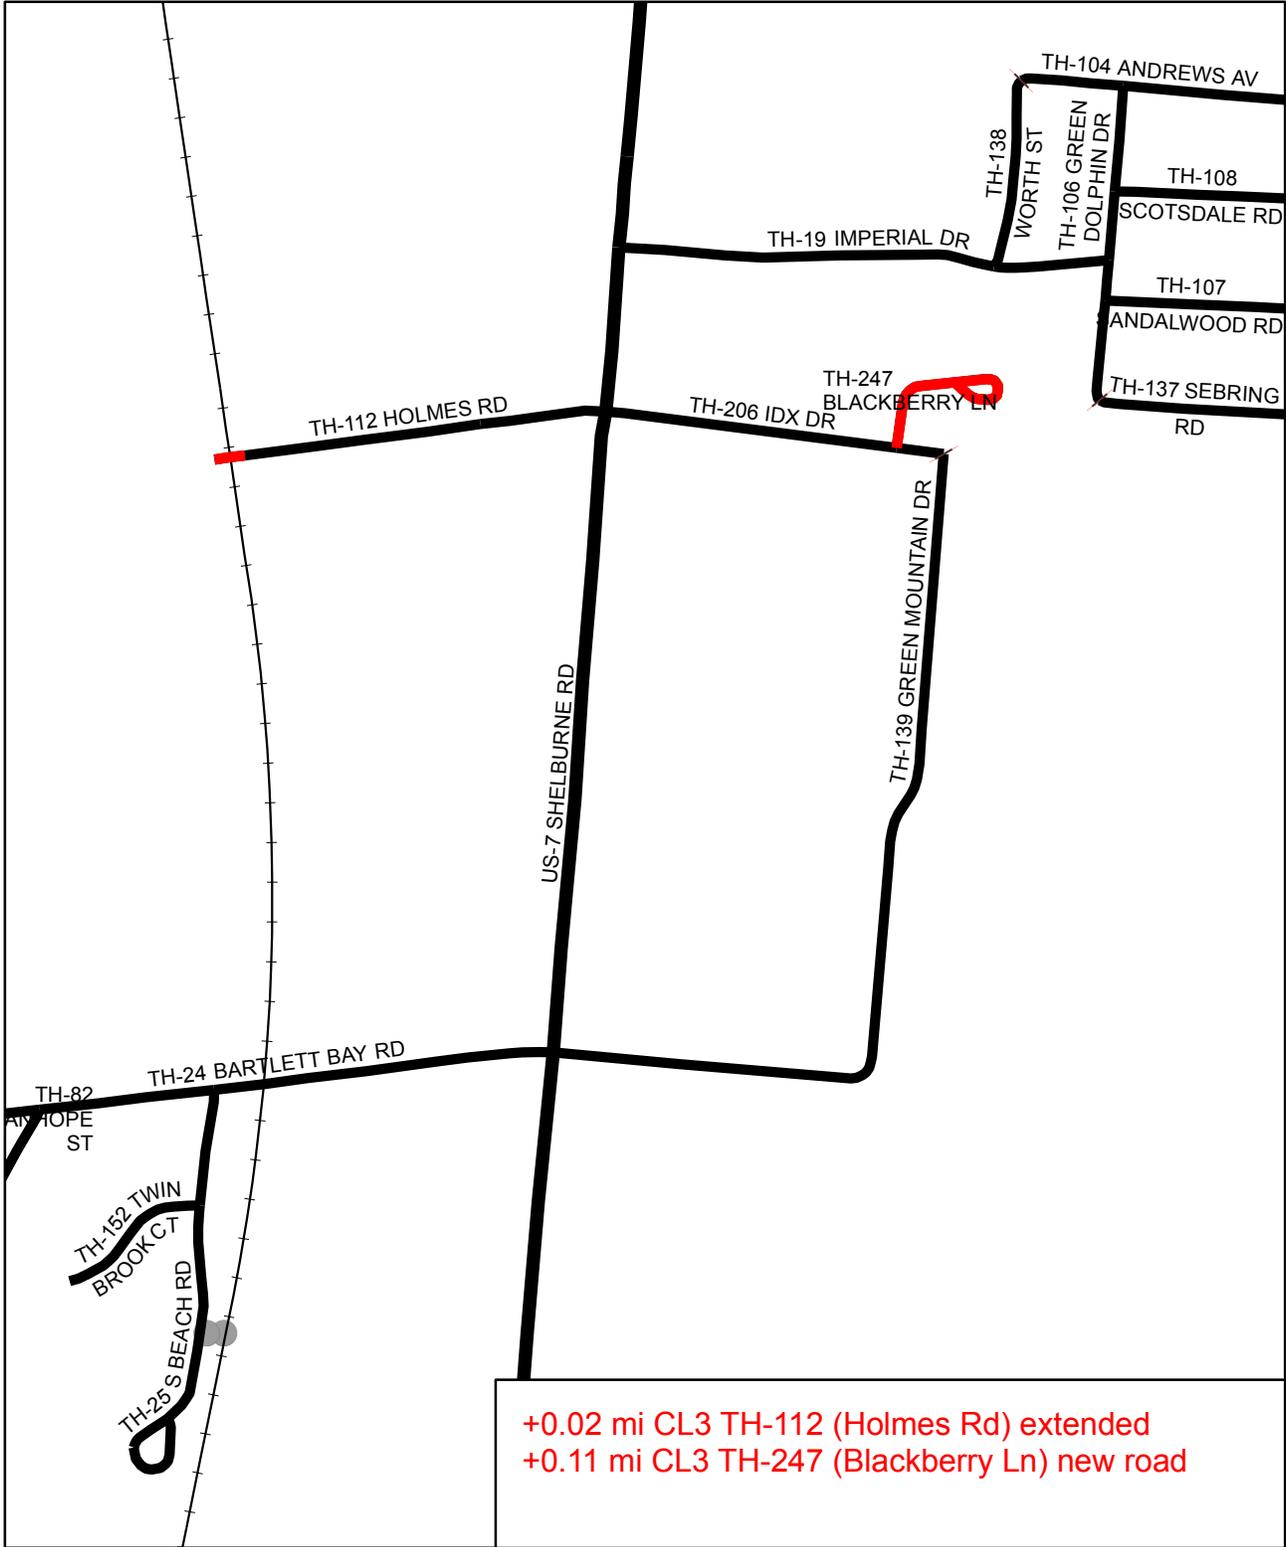 TH-104 ANDREWS AV
TH-138
WORTH ST
TH-106 GREEN
DOLPHIN DR
TH-108
SCOTSDALE RD
TH-19 IMPERIAL DR
TH-107
SANDALWOOD RD
TH-247
BLACKBERRY LN
TH-137 SEBRING
RD
TH-112 HOLMES RD
TH-206 IDX DR
TH-139 GREEN MOUNTAIN DR
US-7 SHELBURNE RD
TH-24 BARTLETT BAY RD
TH-82
ANHOPE
ST
TH-152 TWIN
BROOK CT
TH-25 S BEACH RD
+0.02 mi CL3 TH-112 (Holmes Rd) extended
+0.11 mi CL3 TH-247 (Blackberry Ln) new road